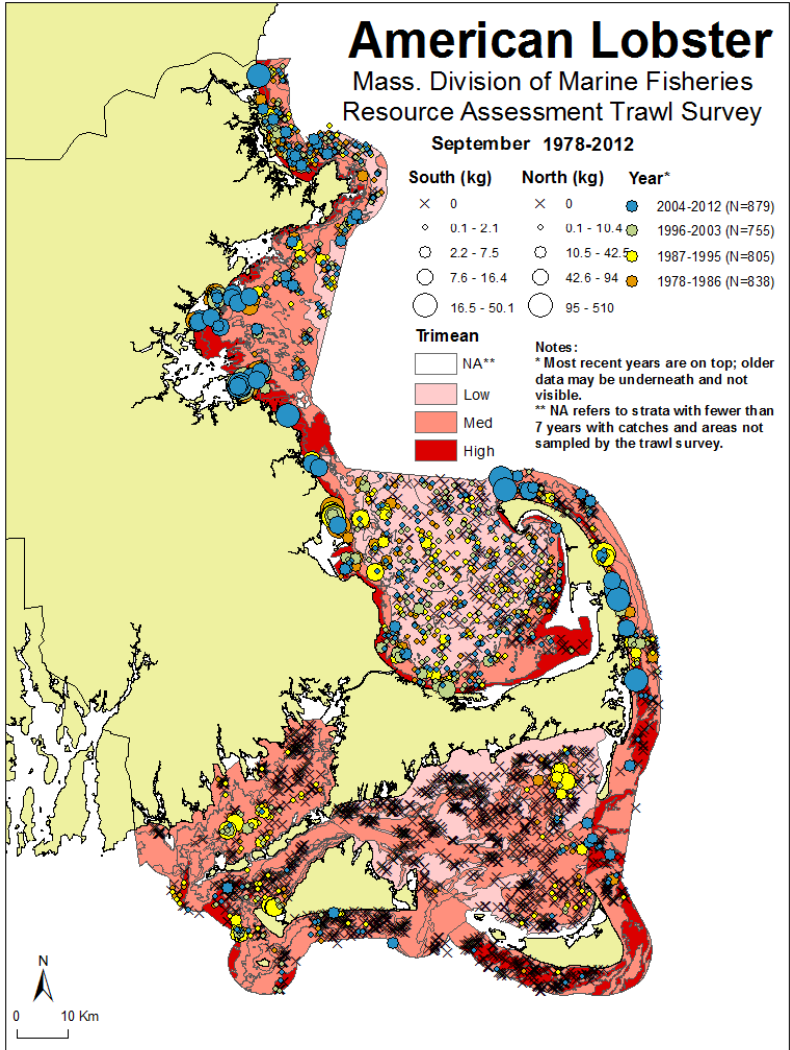 American Lobster
Mass. Division of Marine Fisheries
Resource Assessment Trawl Survey
September 1978-2012
South (kg) North (kg) Year*
0 0 2004-2012 (N=879)
0.1 - 2.1 0.1 - 10.4 1996-2003 (N=755)
2.2 - 7.5 10.5 - 42.5 1987-1995 (N=805)
7.6 - 16.4 42.6 - 94 1978-1986 (N=838)
16.5 - 50.1 95 - 510
Trimean
NA**
Low
Med
High
Notes:
* Most recent years are on top; older
data may be underneath and not
visible.
** NA refers to strata with fewer than
7 years with catches and areas not
sampled by the trawl survey.
N
0 10 Km